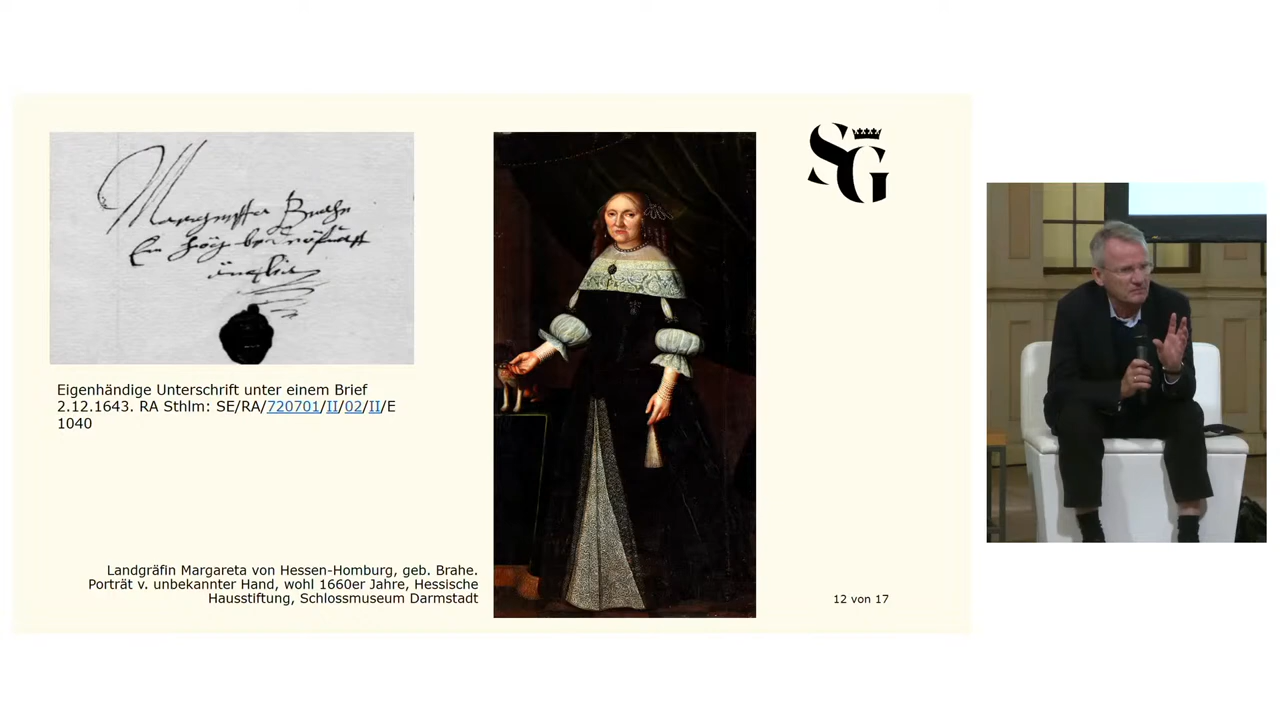 Margretta Brahe
SG
Eigenhändige Unterschrift unter einem Brief
2.12.1643. RA Sthlm: SE/RA/720701/II/02/II/E
1040
Landgräfin Margareta von Hessen-Homburg, geb. Brahe.
Porträt v. unbekannter Hand, wohl 1660er Jahre, Hessische
Hausstiftung, Schlossmuseum Darmstadt
12 von 17